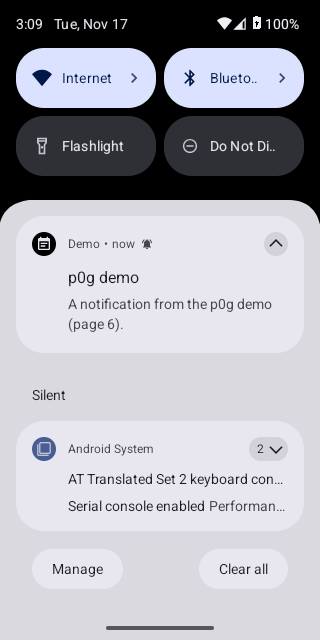 3:09 Tue, Nov 17 100%
Internet Blueto..
Flashlight Do Not Di..
Demo • now
p0g demo
A notification from the p0g demo
(page 6).
Silent
Android System 2
AT Translated Set 2 keyboard con…
Serial console enabled Performan…
Manage Clear all